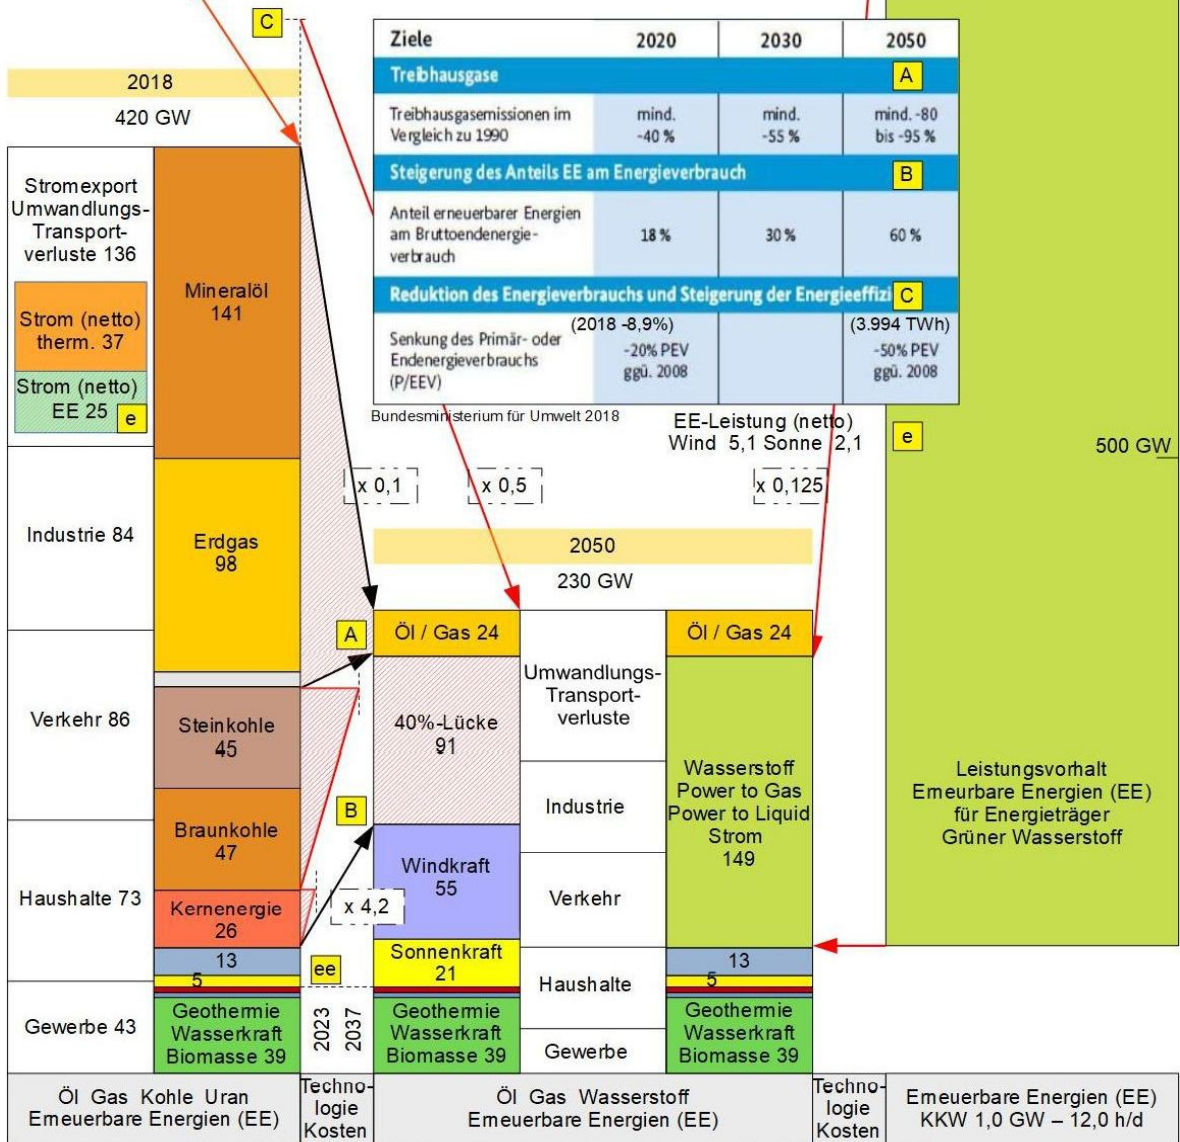 C
2018
420 GW
Stromexport
Umwandlungs-
Transport-
verluste 136
Strom (netto)
therm. 37
Strom (netto)
EE 25
e
Industrie 84
Verkehr 86
Haushalte 73
Gewerbe 43
Mineralöl
141
Erdgas
98
Steinkohle
45
Braunkohle
47
Kernenergie
26
13
5
Geothermie
Wasserkraft
Biomasse 39
Ziele 2020 2030 2050
Treibhausgase A
Treibhausgasemissionen im
Vergleich zu 1990
mind.
-40 %
mind.
-55 %
mind. -80
bis -95 %
Steigerung des Anteils EE am Energieverbrauch B
Anteil erneuerbarer Energien
am Bruttoendenergie-
verbrauch
18 %
30 %
60 %
Reduktion des Energieverbrauchs und Steigerung der Energieeffizi C
Senkung des Primär- oder
Endenergieverbrauchs
(P/EEV)
(2018 -8,9%)
-20% PEV
ggü. 2008
(3.994 TWh)
-50% PEV
ggü. 2008
Bundesministerium für Umwelt 2018
EE-Leistung (netto)
Wind 5,1 Sonne 2,1
e
500 GW
x 0,1
x 0,5
x 0,125
2050
230 GW
A
B
x 4,2
ee
2023
2037
Öl / Gas 24
40%-Lücke
91
Windkraft
55
Sonnenkraft
21
Geothermie
Wasserkraft
Biomasse 39
Umwandlungs-
Transport-
verluste
Industrie
Verkehr
Haushalte
Gewerbe
Öl / Gas 24
Wasserstoff
Power to Gas
Power to Liquid
Strom
149
13
5
Geothermie
Wasserkraft
Biomasse 39
Leistungsvorhalt
Erneurbare Energien (EE)
für Energieträger
Grüner Wasserstoff
Öl Gas Kohle Uran
Erneuerbare Energien (EE)
Techno-
logie
Kosten
Öl Gas Wasserstoff
Erneuerbare Energien (EE)
Techno-
logie
Kosten
Erneuerbare Energien (EE)
KKW 1,0 GW – 12,0 h/d